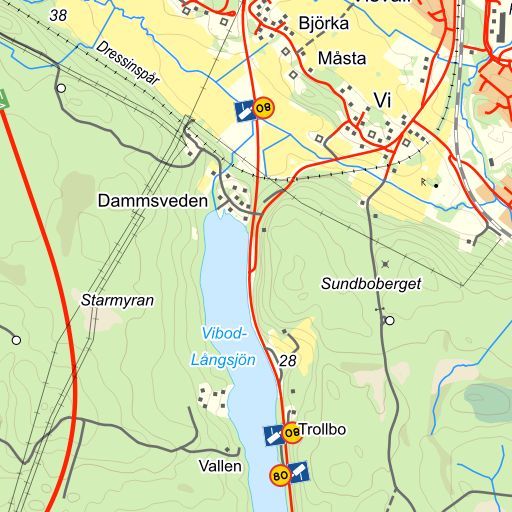 38
Björka
Måsta
Dressinspår
Vi
80
Dammsveden
Sundboberget
Starmyran
Vibod-
Långsjön
28
80
Trollbo
Vallen
80